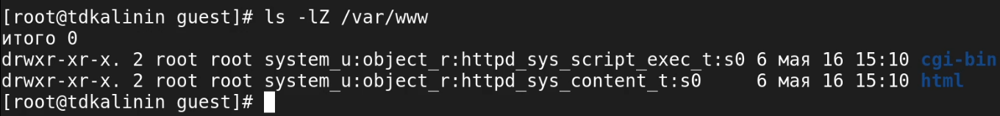 [root@tdkalinin guest]# ls -lZ /var/www
итого 0
drwxr-xr-x. 2 root root system_u:object_r:httpd_sys_script_exec_t:s0 6 мая 16 15:10 cgi-bin
drwxr-xr-x. 2 root root system_u:object_r:httpd_sys_content_t:s0     6 мая 16 15:10 html
[root@tdkalinin guest]#